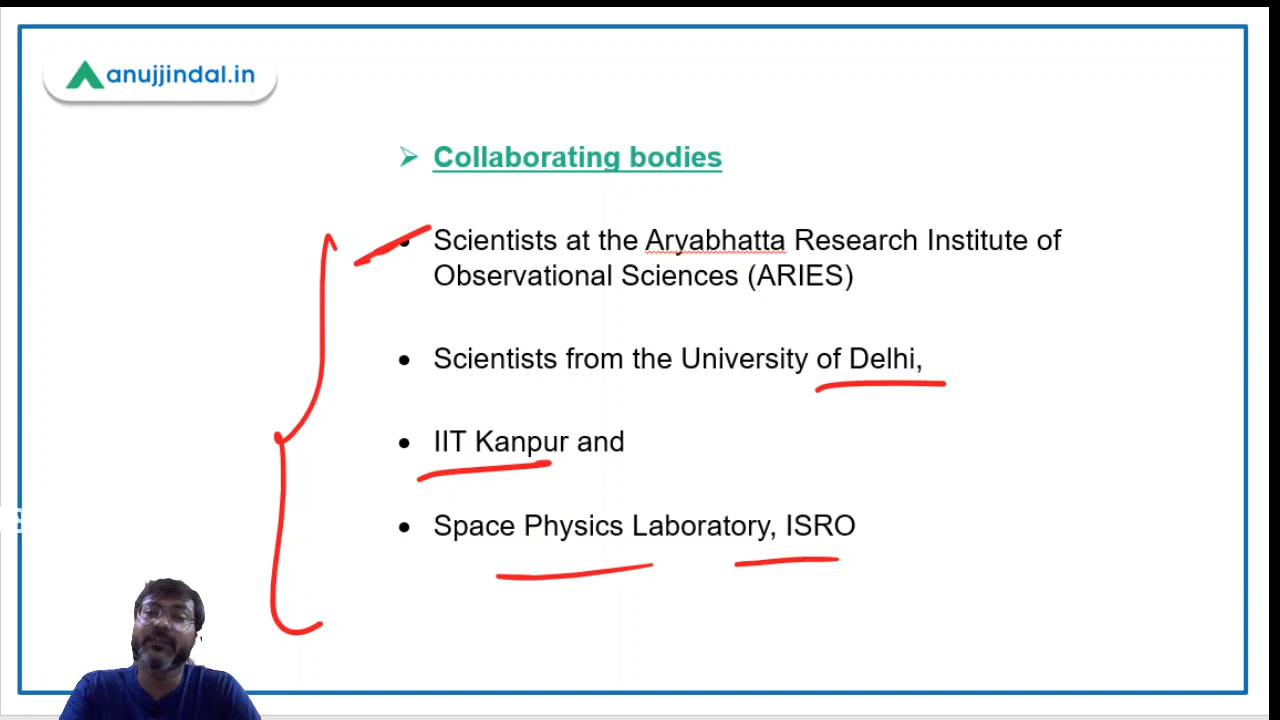 anujjindal.in
Collaborating bodies
Scientists at the Aryabhatta Research Institute of
Observational Sciences (ARIES)
Scientists from the University of Delhi,
IIT Kanpur and
Space Physics Laboratory, ISRO